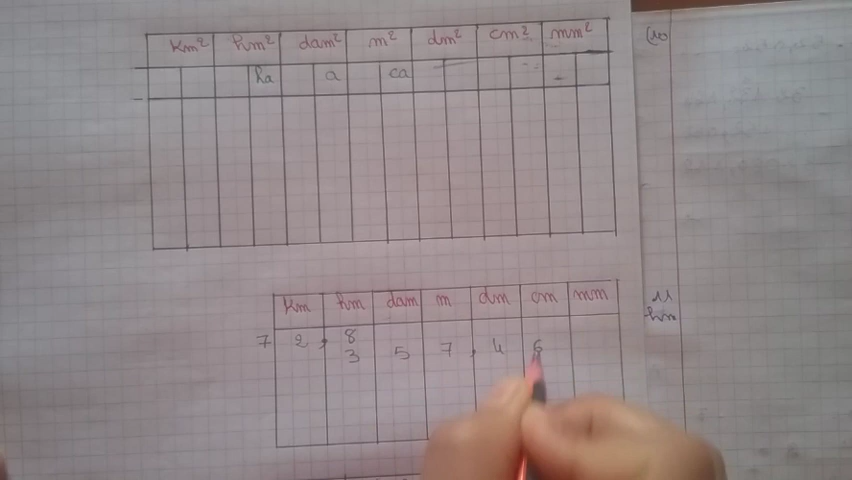 km² hm² dam² m² dm² cm² mm²
ha a ca
km hm dam m dm cm mm
7 2, 8
3 5 7, 4 6